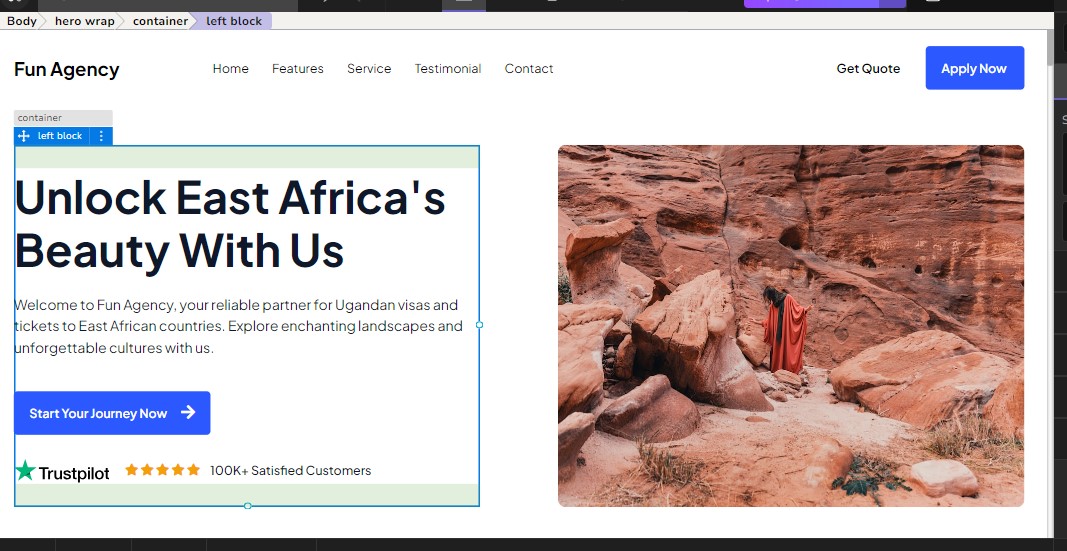 Body
hero wrap
container
left block
Fun Agency
Home
Features
Service
Testimonial
Contact
Get Quote
Apply Now
container
left block
Unlock East Africa's
Beauty With Us
Welcome to Fun Agency, your reliable partner for Ugandan visas and
tickets to East African countries. Explore enchanting landscapes and
unforgettable cultures with us.
Start Your Journey Now
Trustpilot
100K+ Satisfied Customers